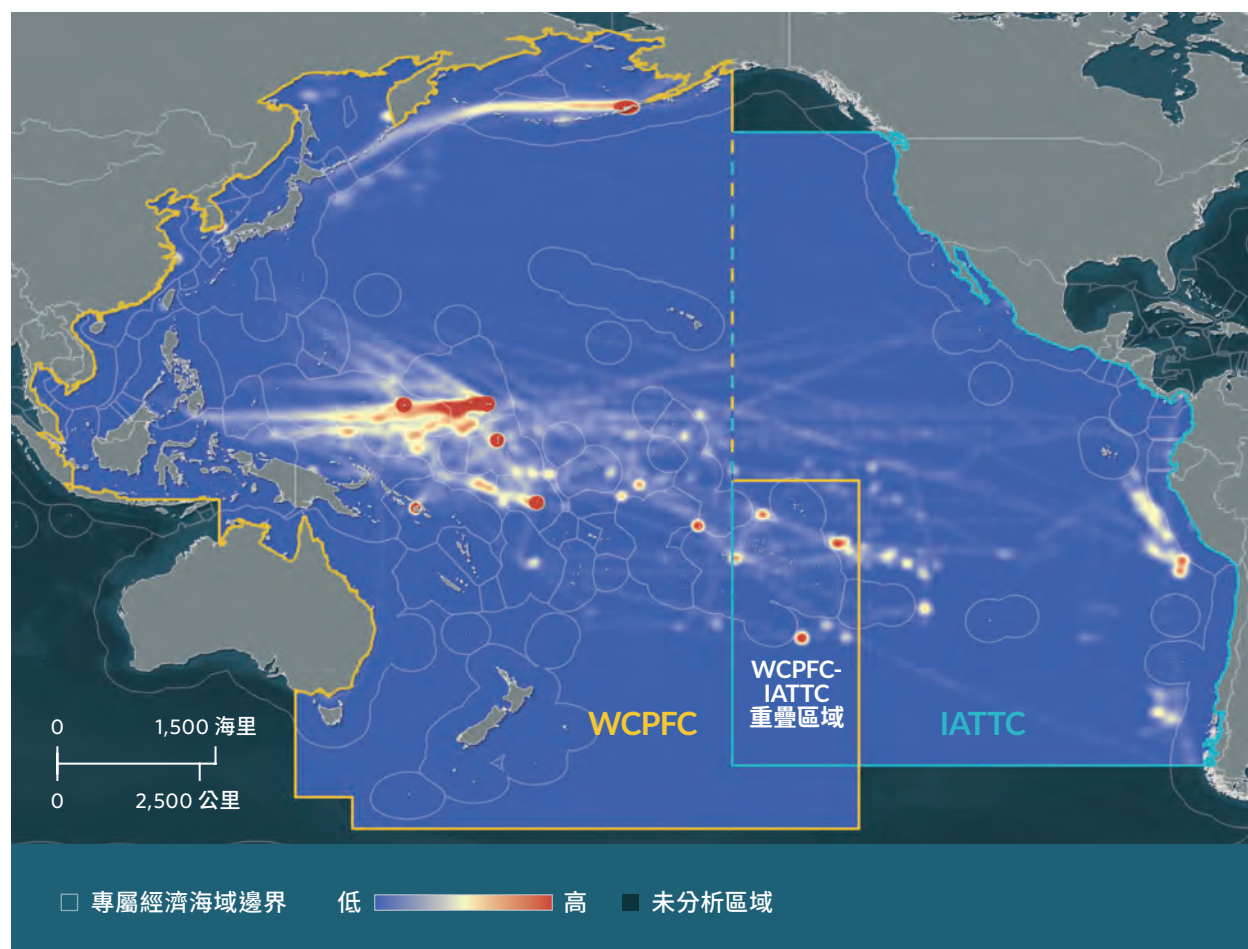 WCPFC-
IATTC
重疊區域
WCPFC
IATTC
0
1,500 海里
0
2,500 公里
專屬經濟海域邊界
低
高
未分析區域